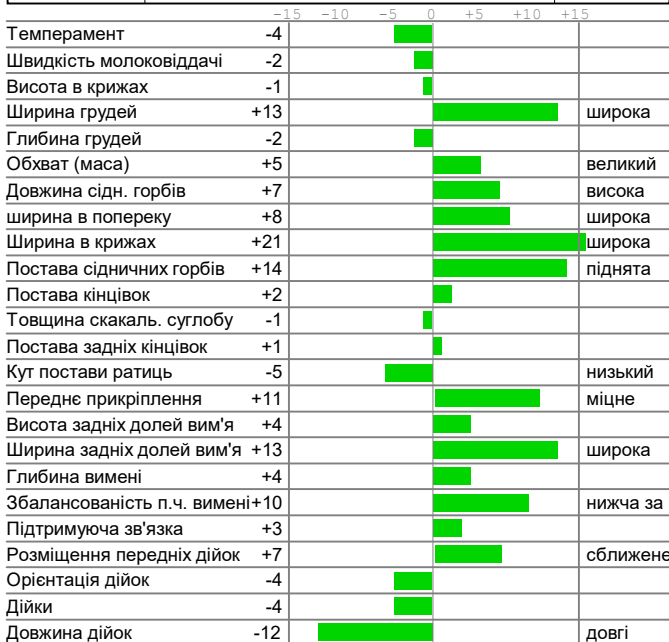 -15 -10 -5 0 +5 +10 +15
Темперамент -4
Швидкість молоковіддачі -2
Висота в крижах -1
Ширина грудей +13 широка
Глибина грудей -2
Обхват (маса) +5 великий
Довжина сідн. горбів +7 висока
ширина в попереку +8 широка
Ширина в крижах +21 широка
Постава сідничних горбів +14 піднята
Постава кінцівок +2
Товщина скакаль. суглобу -1
Постава задніх кінцівок +1
Кут постави ратиць -5 низький
Переднє прикріплення +11 міцне
Висота задніх долей вим'я +4
Ширина задніх долей вим'я +13 широка
Глибина вимені +4
Збалансованість п.ч. вимені+10 нижча за
Підтримуюча зв'язка +3
Розміщення передніх дійок +7 сближене
Орієнтація дійок -4
Дійки -4
Довжина дійок -12 довгі